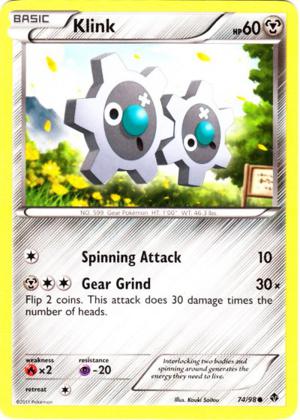 BASIC
Klink HP60
NO. 599 Gear Pokémon HT. 1'00" WT. 46.3 lbs.
Spinning Attack 10
Gear Grind 30×
Flip 2 coins. This attack does 30 damage times the
number of heads.
weakness resistance
×2 -20
retreat
Interlocking two bodies and
spinning around generates the
energy they need to live.
©2011 Pokémon Illus. Kouki Saitou 74/98